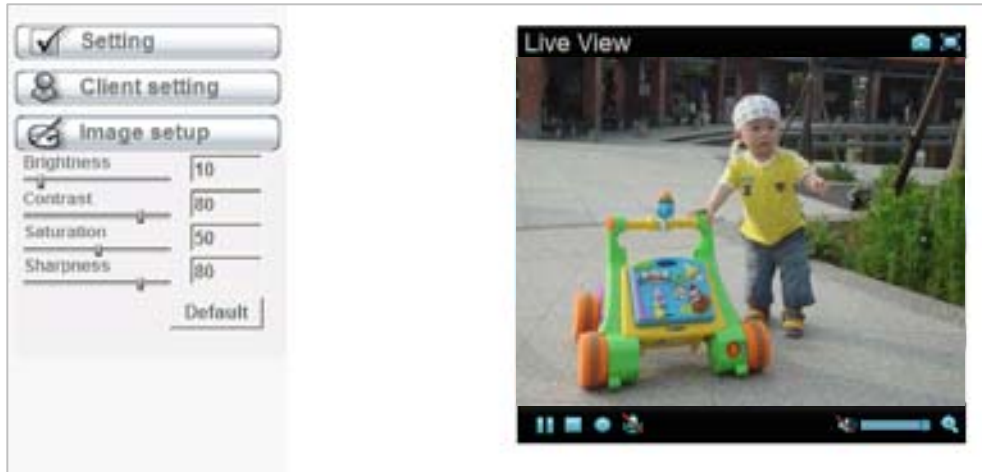 Setting
Client setting
Image setup
Brightness
10
Contrast
80
Saturation
50
Sharpness
80
Default
Live View